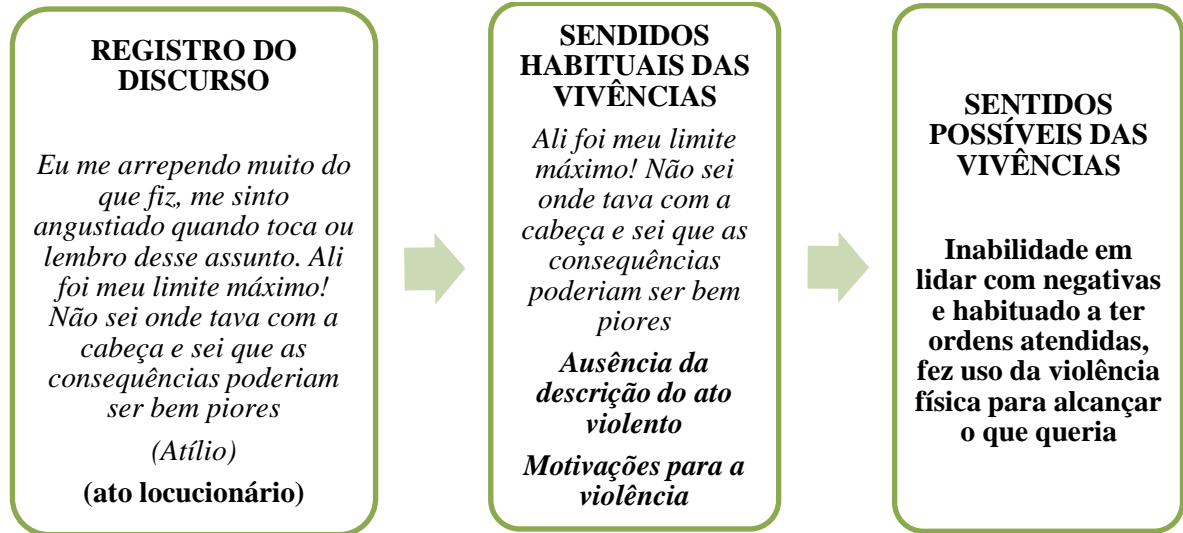 REGISTRO DO
DISCURSO
Eu me arrependo muito do
que fiz, me sinto
angustiado quando toca ou
lembro desse assunto. Ali
foi meu limite máximo!
Não sei onde tava com a
cabeça e sei que as
consequências poderiam
ser bem piores
(Atílio)
(ato locucionário)
SENDIDOS
HABITUAIS DAS
VIVÊNCIAS
Ali foi meu limite
máximo! Não sei
onde tava com a
cabeça e sei que as
consequências
poderiam ser bem
piores
Ausência da
descrição do ato
violento
Motivações para a
violência
SENTIDOS
POSSÍVEIS DAS
VIVÊNCIAS
Inabilidade em
lidar com negativas
e habituado a ter
ordens atendidas,
fez uso da violência
física para alcançar
o que queria